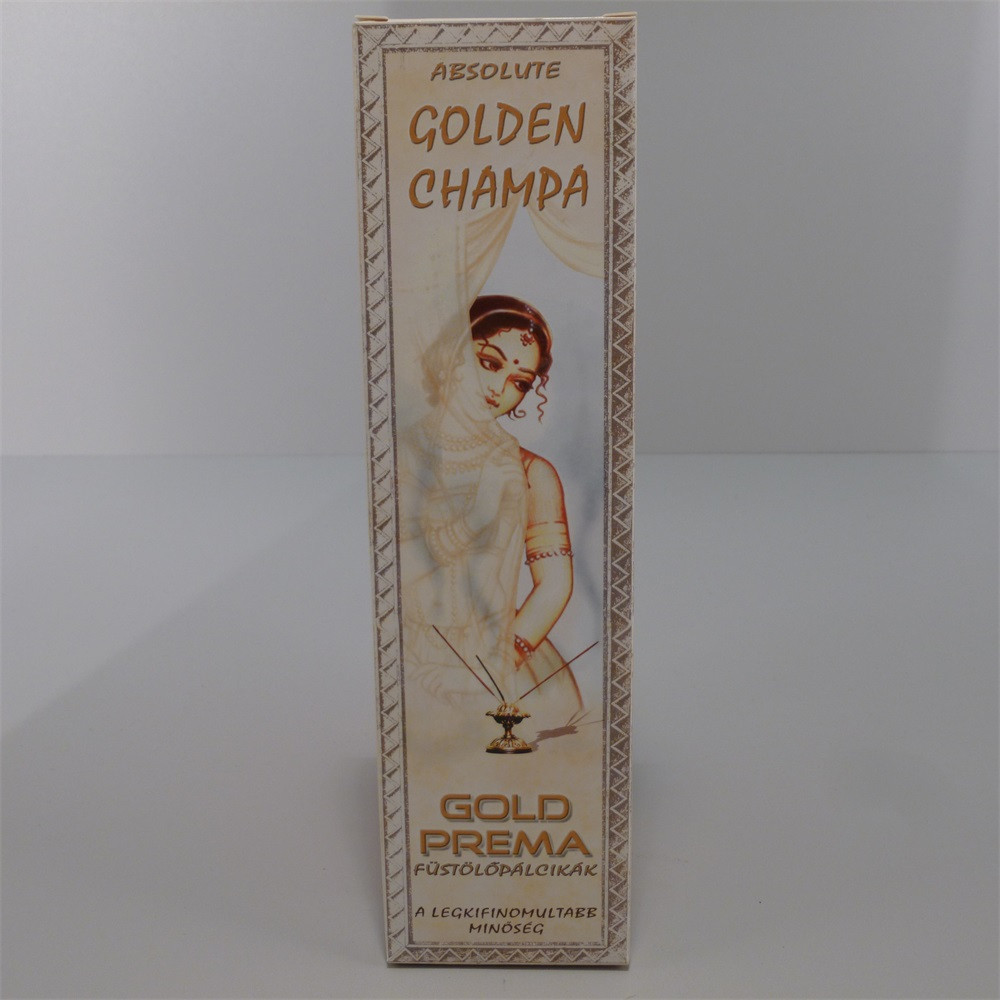 ABSOLUTE
GOLDEN
CHAMPA
GOLD
PREMA
FÜSTÖLŐPÁLCIKÁK
A LEGKIFINOMULTABB
MINŐSÉG